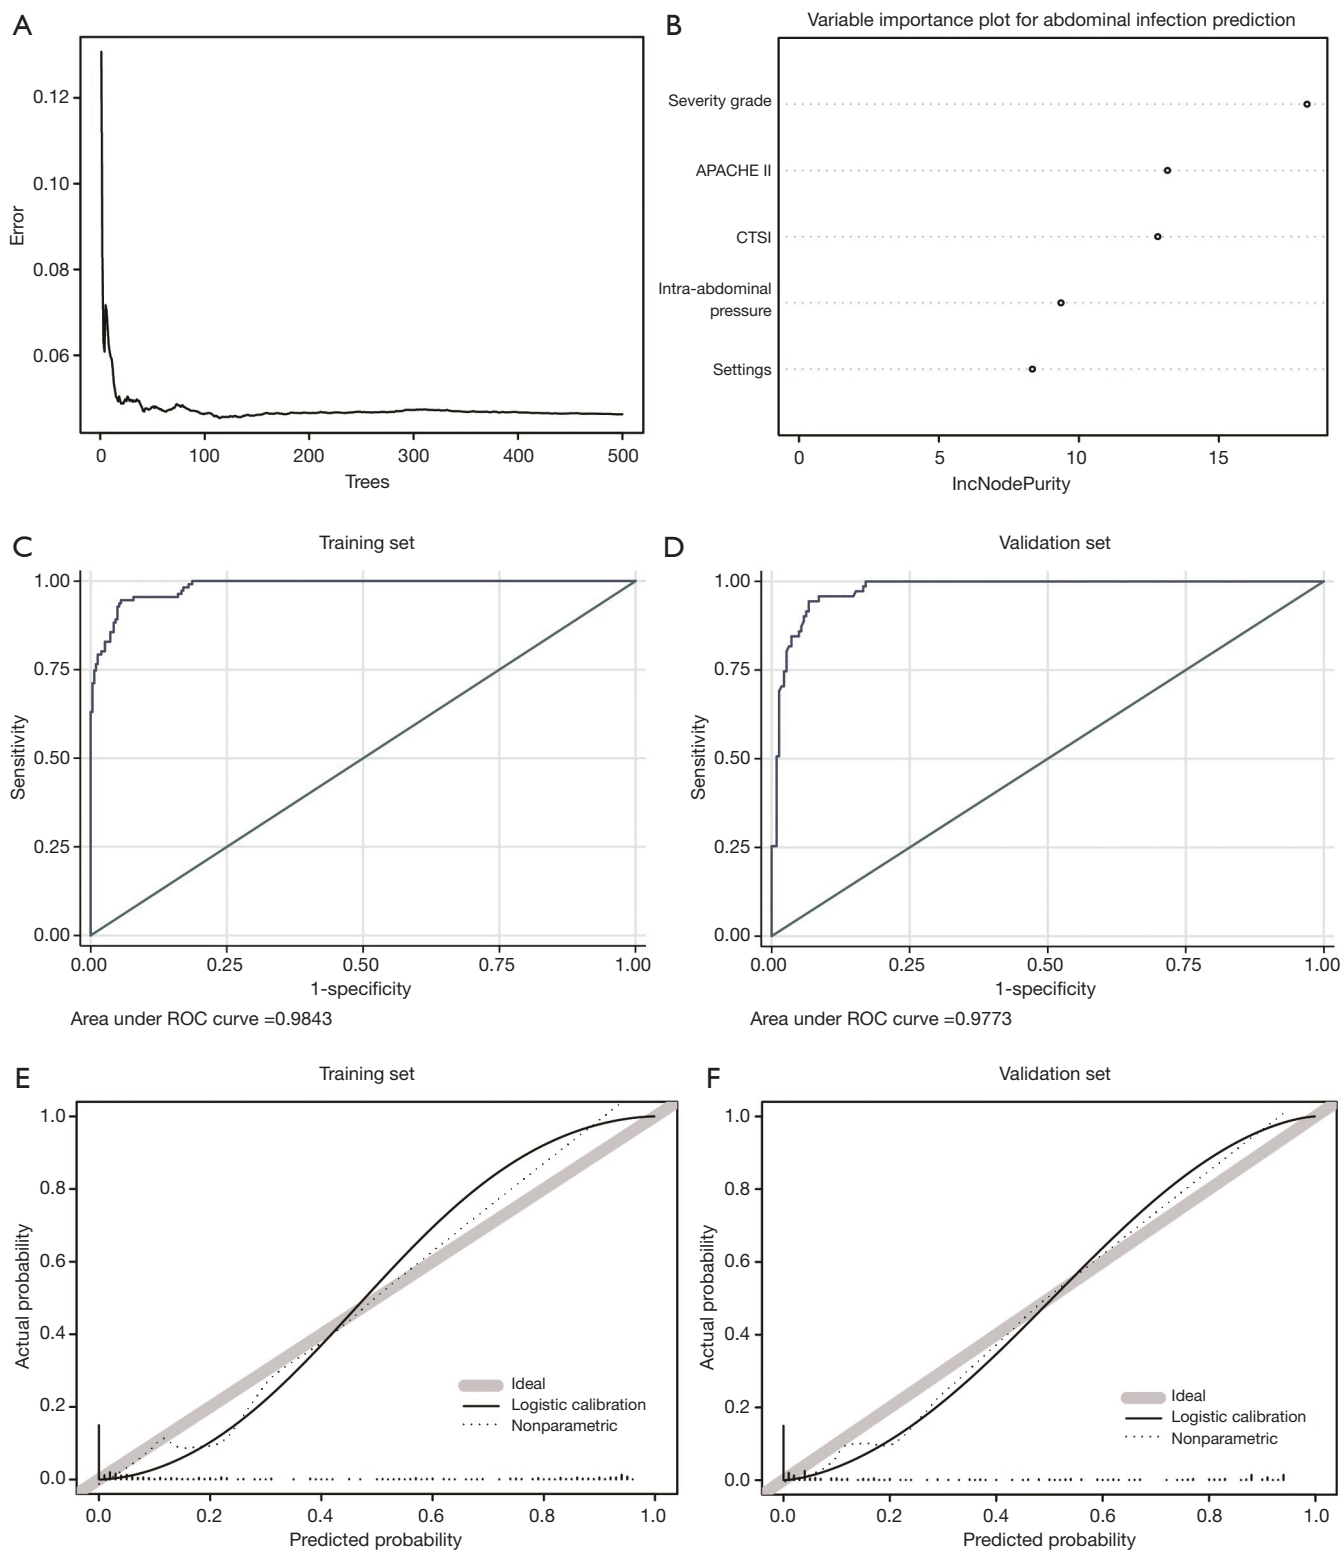 A
Error
0.12
0.10
0.08
0.06
0 100 200 300 400 500
Trees
B
Variable importance plot for abdominal infection prediction
Severity grade
APACHE II
CTSI
Intra-abdominal
pressure
Settings
0 5 10 15
IncNodePurity
C
Training set
Sensitivity
1.00
0.75
0.50
0.25
0.00
0.00 0.25 0.50 0.75 1.00
1-specificity
Area under ROC curve =0.9843
D
Validation set
Sensitivity
1.00
0.75
0.50
0.25
0.00
0.00 0.25 0.50 0.75 1.00
1-specificity
Area under ROC curve =0.9773
E
Training set
Actual probability
1.0
0.8
0.6
0.4
0.2
0.0
Ideal
Logistic calibration
Nonparametric
0.0 0.2 0.4 0.6 0.8 1.0
Predicted probability
F
Validation set
Actual probability
1.0
0.8
0.6
0.4
0.2
0.0
Ideal
Logistic calibration
Nonparametric
0.0 0.2 0.4 0.6 0.8 1.0
Predicted probability